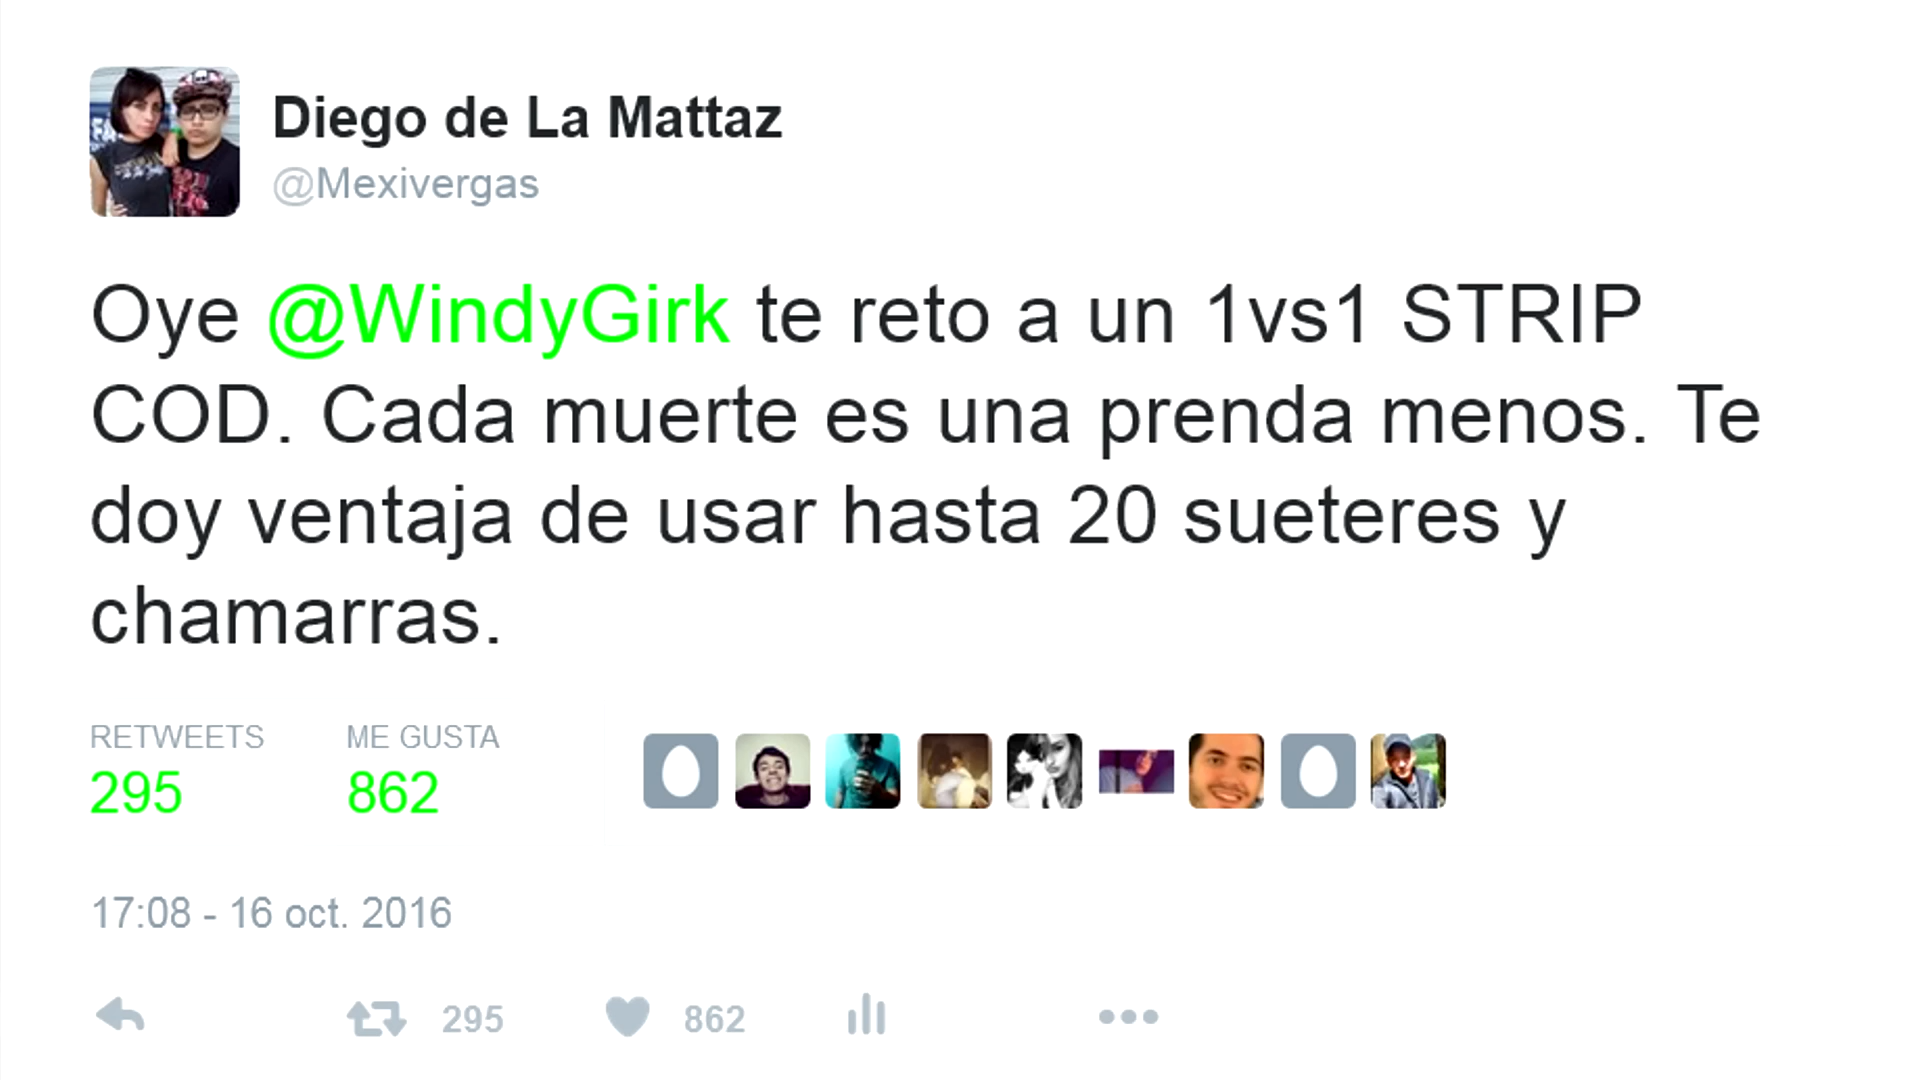 Diego de La Mattaz
@Mexivergas
Oye @WindyGirk te reto a un 1vs1 STRIP
COD. Cada muerte es una prenda menos. Te
doy ventaja de usar hasta 20 sueteres y
chamarras.
RETWEETS ME GUSTA
295 862
17:08 - 16 oct. 2016
295 862